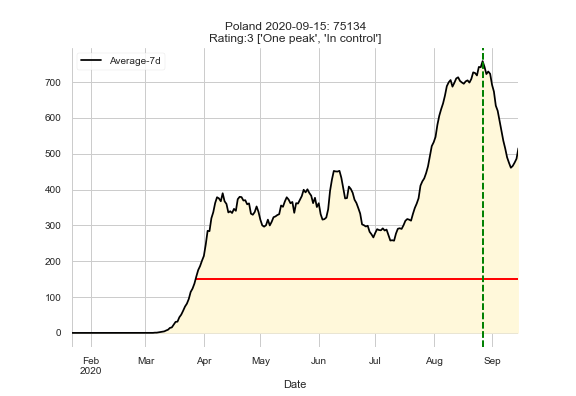 Poland 2020-09-15: 75134
Rating:3 ['One peak', 'In control']
Average-7d
700
600
500
400
300
200
100
0
Feb Mar Apr May Jun Jul Aug Sep
2020
Date